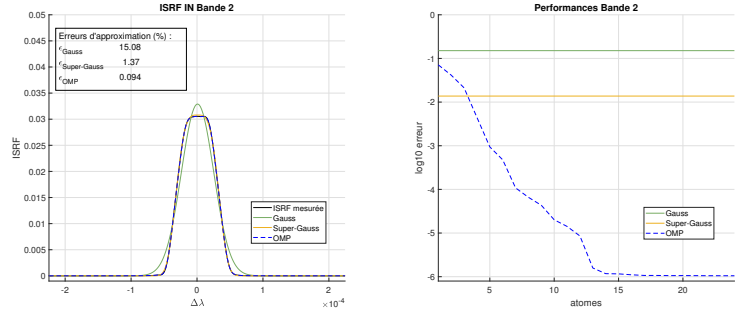 ISRF IN Bande 2
Erreurs d'approximation (%) :
ϵGauss 15.08
ϵSuper-Gauss 1.37
ϵOMP 0.094
0.05
0.045
0.04
0.035
0.03
0.025
0.02
0.015
0.01
0.005
0
ISRF
ISRF mesurée
Gauss
Super-Gauss
OMP
-2 -1 0 1 2
Δλ
×10-4
Performances Bande 2
0
-1
-2
-3
-4
-5
-6
log10 erreur
Gauss
Super-Gauss
OMP
5 10 15 20
atomes